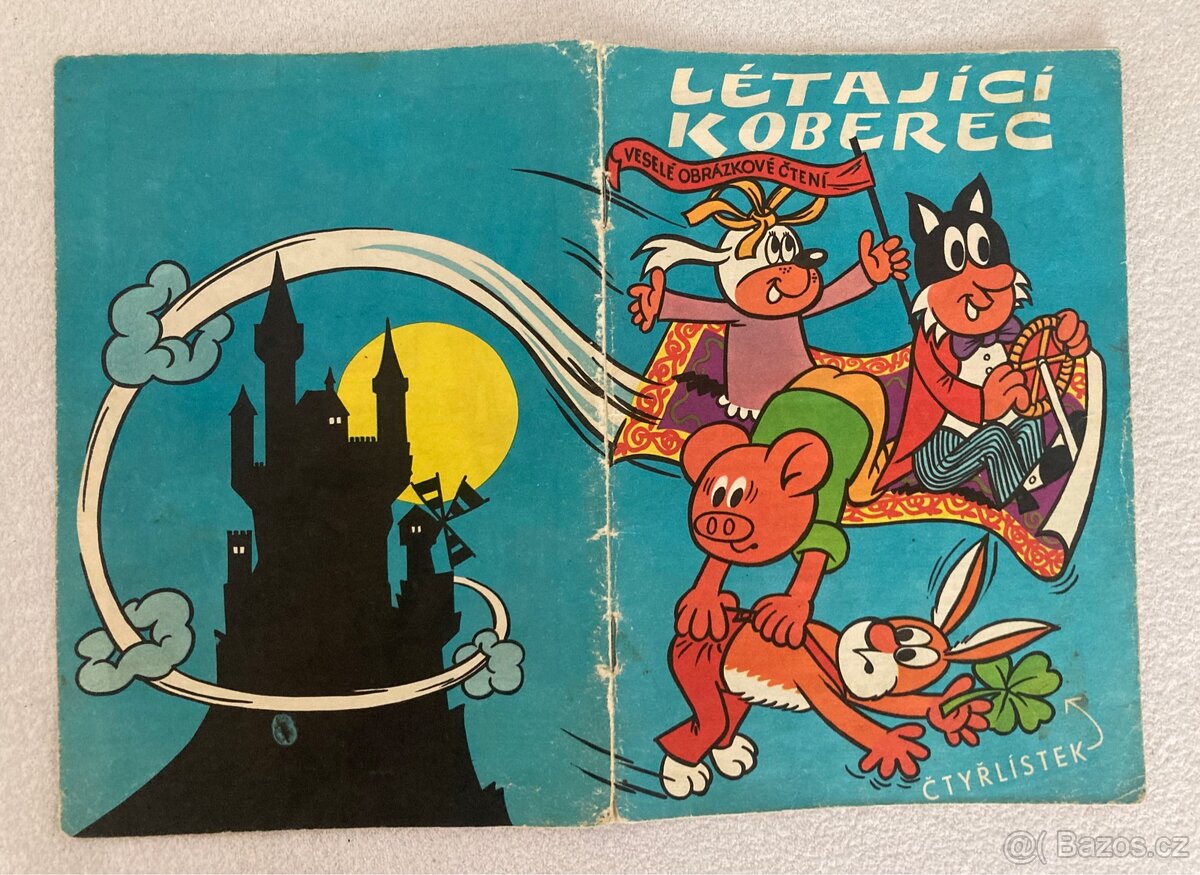 LÉTAJÍCÍ
KOBEREC
VESELÉ OBRÁZKOVÉ ČTENÍ
ČTYŘLÍSTEK
@( Bazos.cz